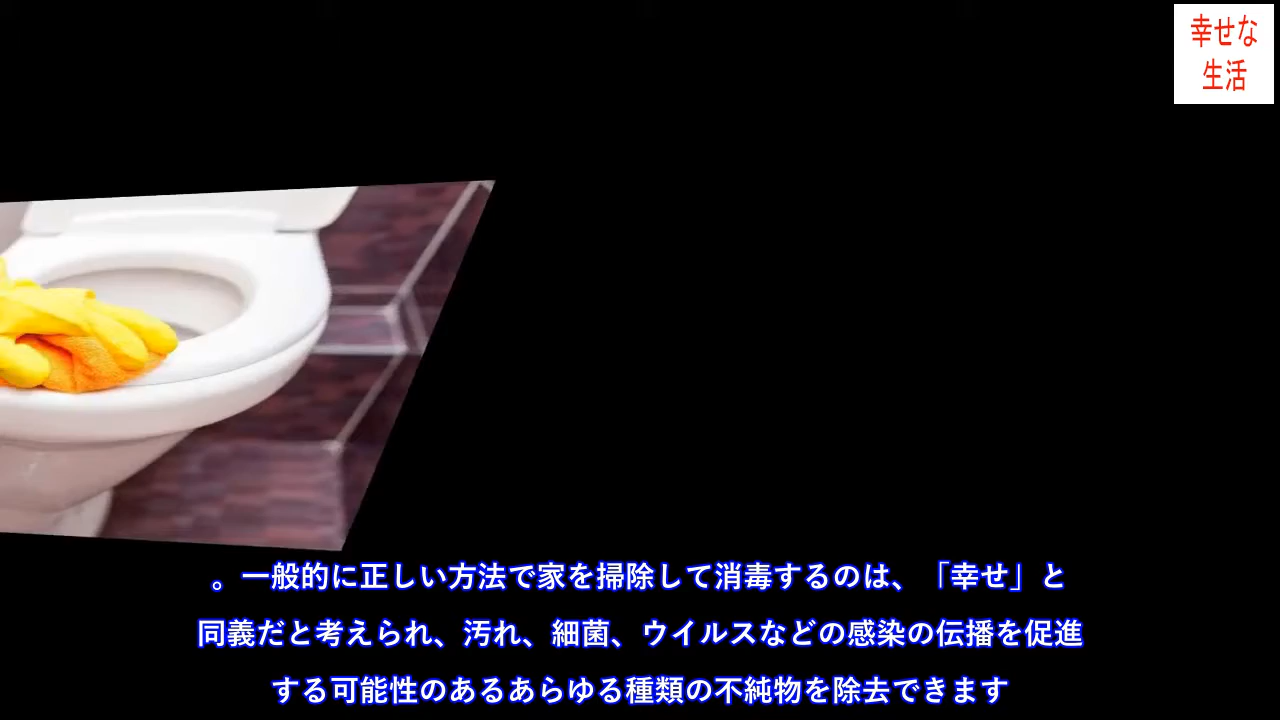 幸せな
生活
。一般的に正しい方法で家を掃除して消毒するのは、「幸せ」と
同義だと考えられ、汚れ、細菌、ウイルスなどの感染の伝播を促進
する可能性のあるあらゆる種類の不純物を除去できます